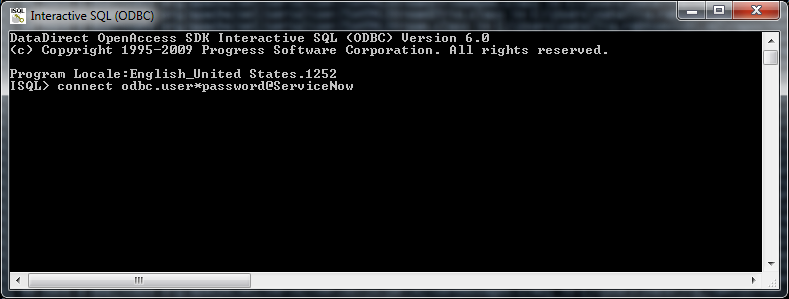 ISQL
Interactive SQL (ODBC)
DataDirect OpenAccess SDK Interactive SQL (ODBC) Version 6.0
(c) Copyright 1995-2009 Progress Software Corporation. All rights reserved.
Program Locale:English_United States.1252
ISQL> connect odbc.user*password@ServiceNow